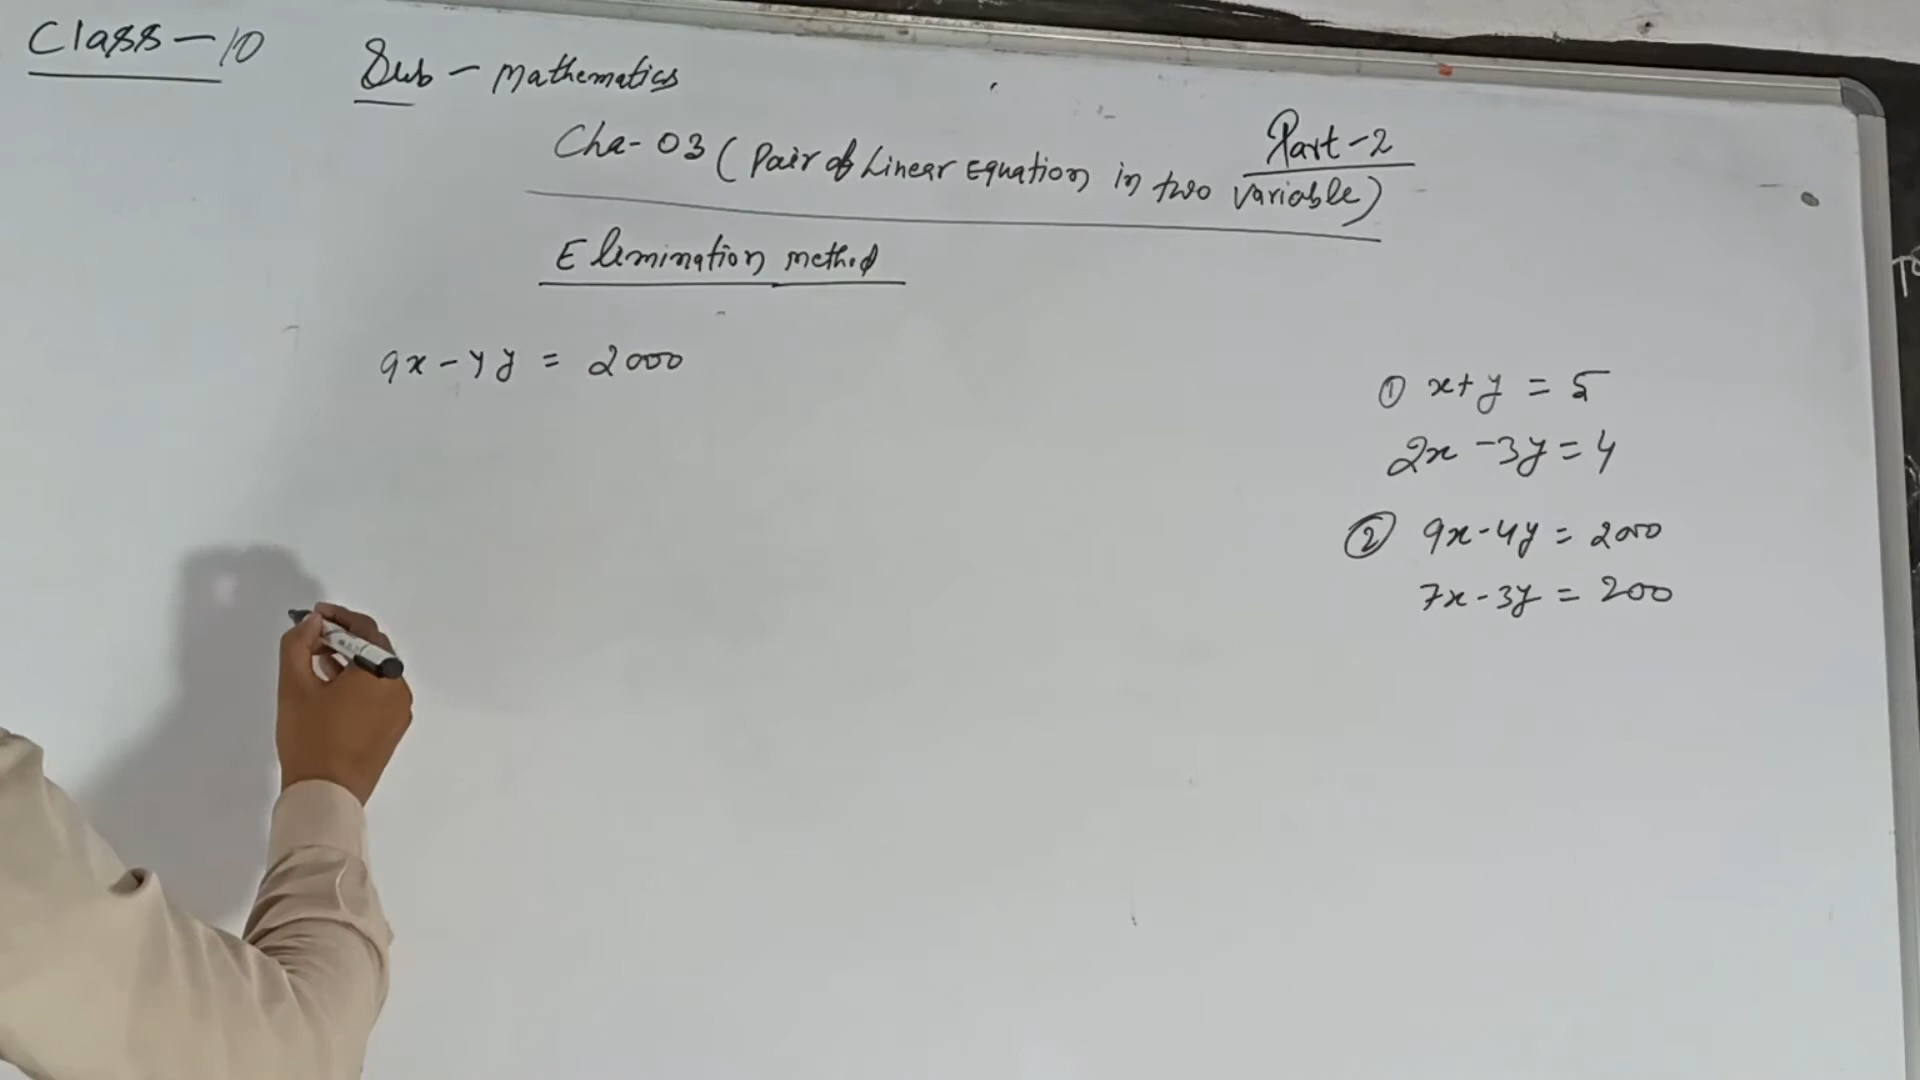 Class-10
Sub - Mathematics
Part-2
Cha-03 (Pair of Linear Equation in two variable)
Elimination method
9x - 4y = 2000
① x+y = 5
2x -3y = 4
② 9x-4y = 2000
7x-3y = 200